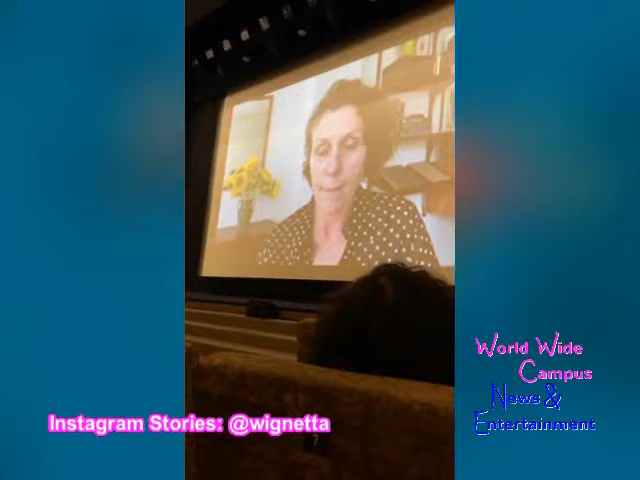 Instagram Stories: @wignetta
World Wide
Campus
News &
Entertainment